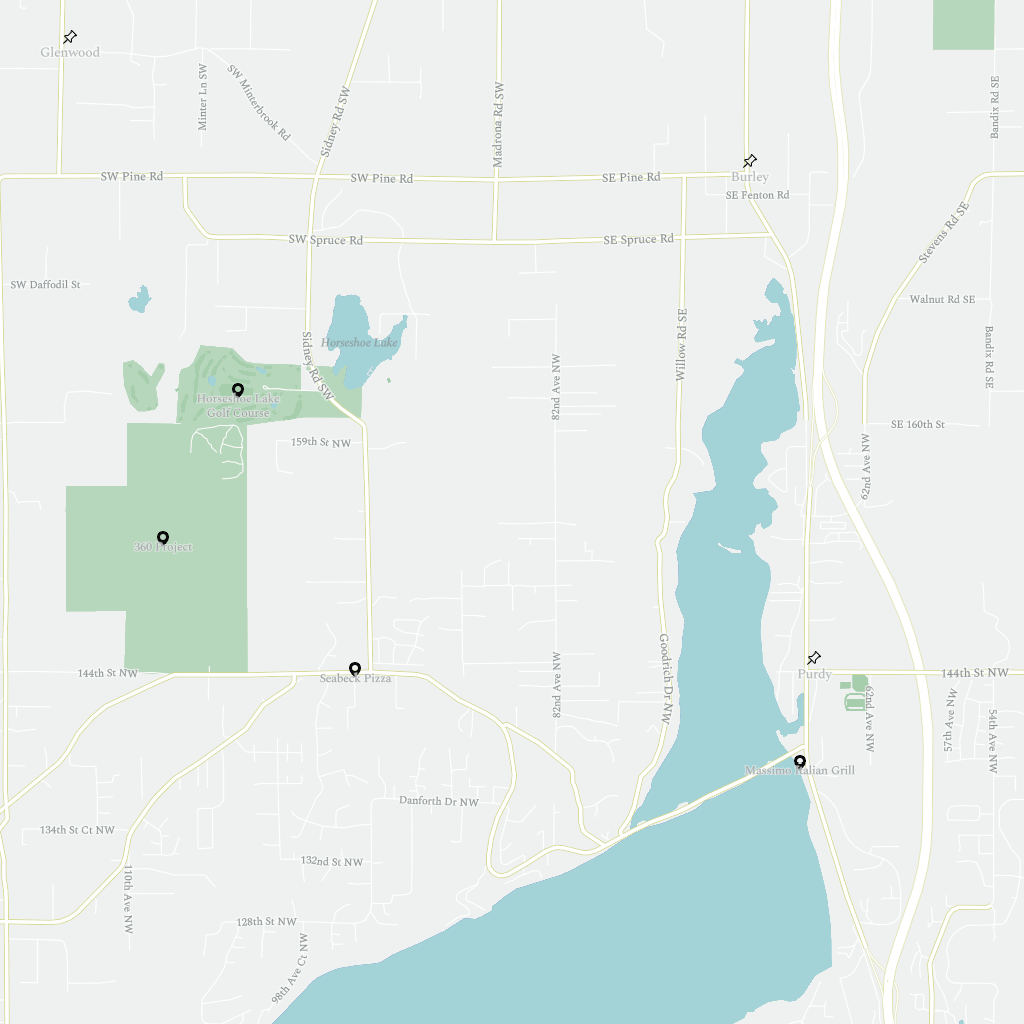 Glenwood
Minter Ln SW
SW Minterbrook Rd
Sidney Rd SW
Madrona Rd SW
Bandix Rd SE
SW Pine Rd
SW Pine Rd
SE Pine Rd
Burley
SE Fenton Rd
SW Spruce Rd
SE Spruce Rd
Stevens Rd SE
SW Daffodil St
Walnut Rd SE
Horseshoe Lake
Sidney Rd SW
Willow Rd SE
Bandix Rd SE
82nd Ave NW
Horseshoe Lake
Golf Course
SE 160th St
159th St NW
62nd Ave NW
360 Project
144th St NW
Seabeck Pizza
82nd Ave NW
Goodrich Dr NW
Purdy
144th St NW
62nd Ave NW
57th Ave NW
54th Ave NW
Massimo Italian Grill
Danforth Dr NW
134th St Ct NW
132nd St NW
110th Ave NW
128th St NW
98th Ave Ct NW